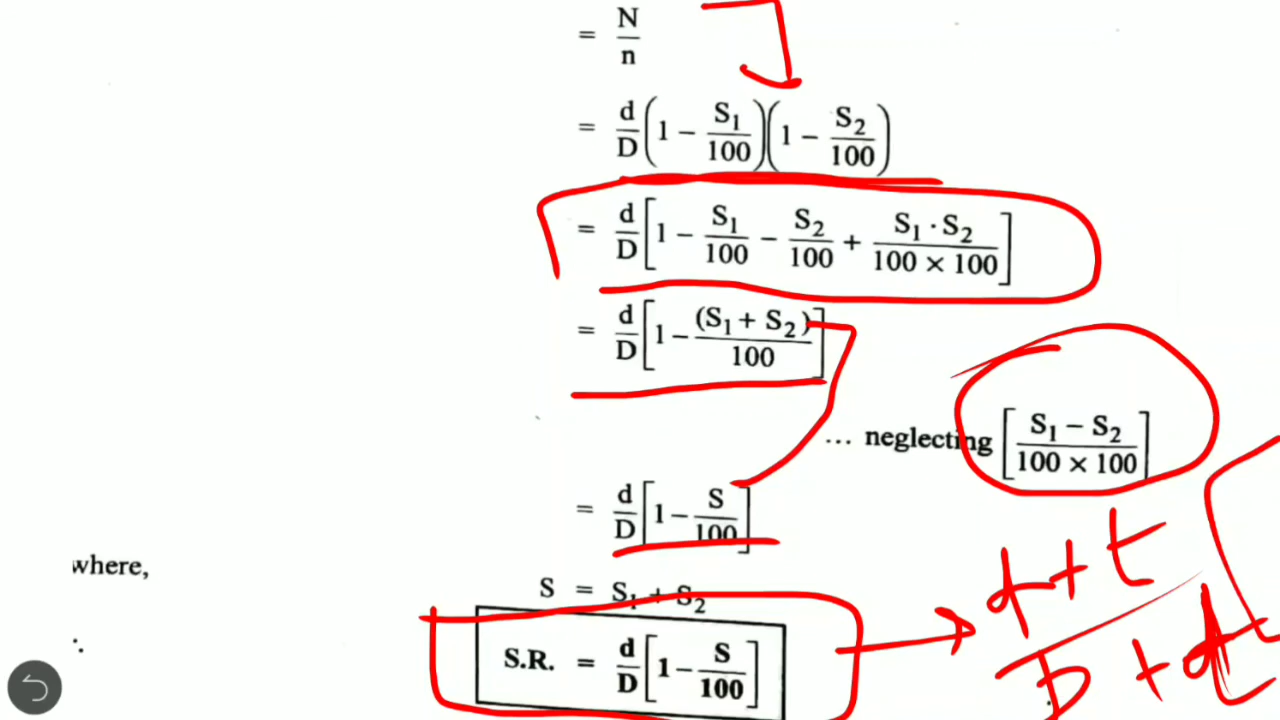 = N/n
= d/D (1 − S₁/100)(1 − S₂/100)
= d/D [1 − S₁/100 − S₂/100 + S₁ · S₂/100 × 100]
= d/D [1 − (S₁ + S₂)/100]
... neglecting [S₁ − S₂/100 × 100]
= d/D [1 − S/100]
where,
S = S₁ + S₂
∴ S.R. = d/D [1 − S/100]
d + t
D + t